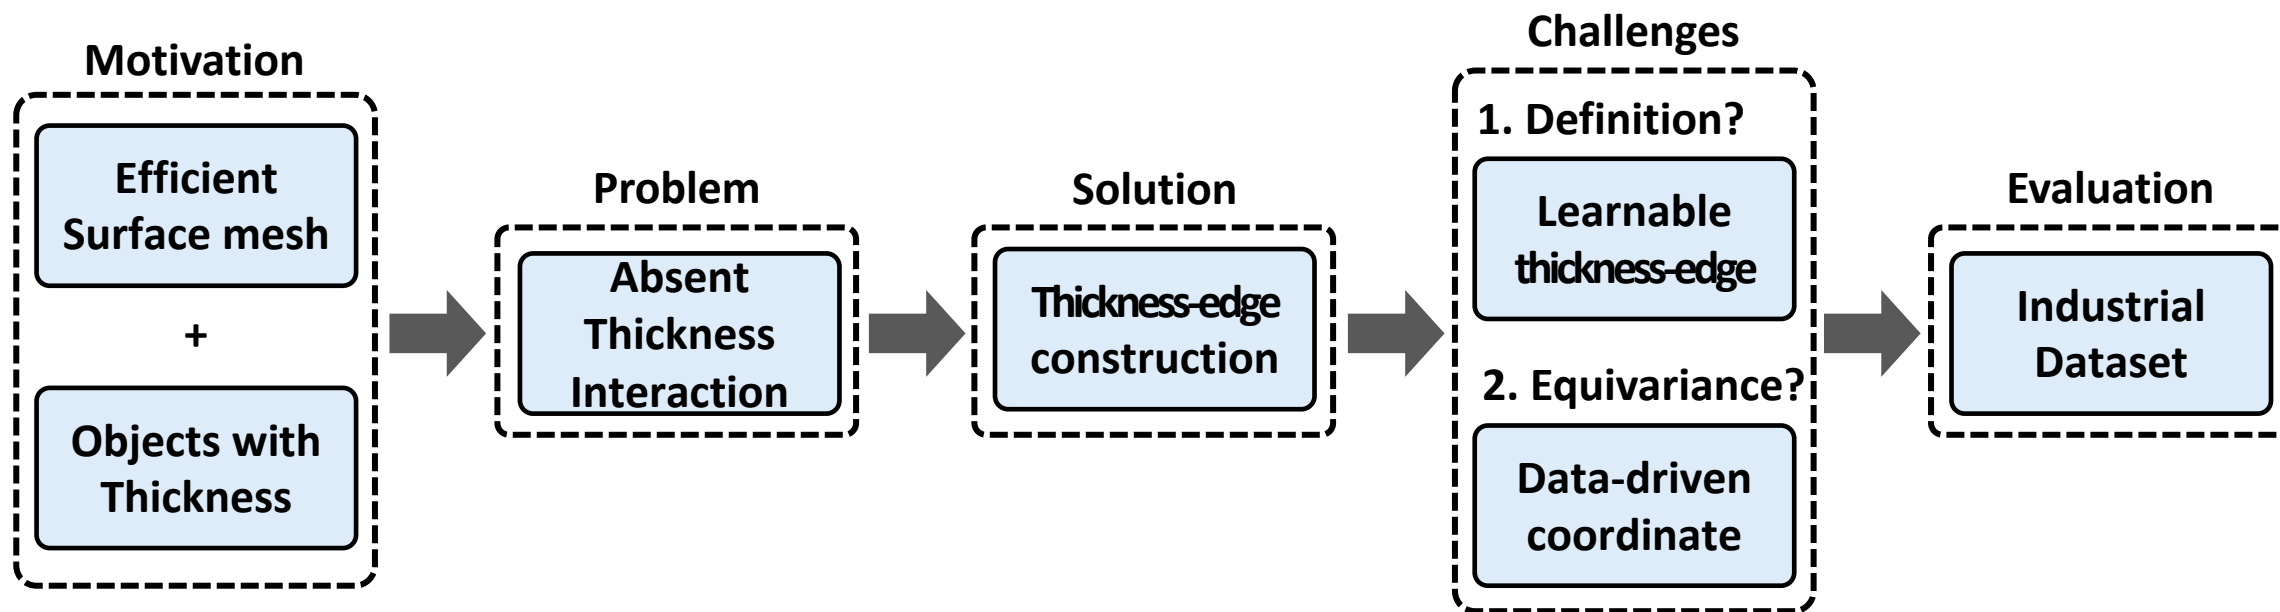 Motivation
Efficient
Surface mesh
+
Objects with
Thickness
Problem
Absent
Thickness
Interaction
Solution
Thickness-edge
construction
Challenges
1. Definition?
Learnable
thickness-edge
2. Equivariance?
Data-driven
coordinate
Evaluation
Industrial
Dataset